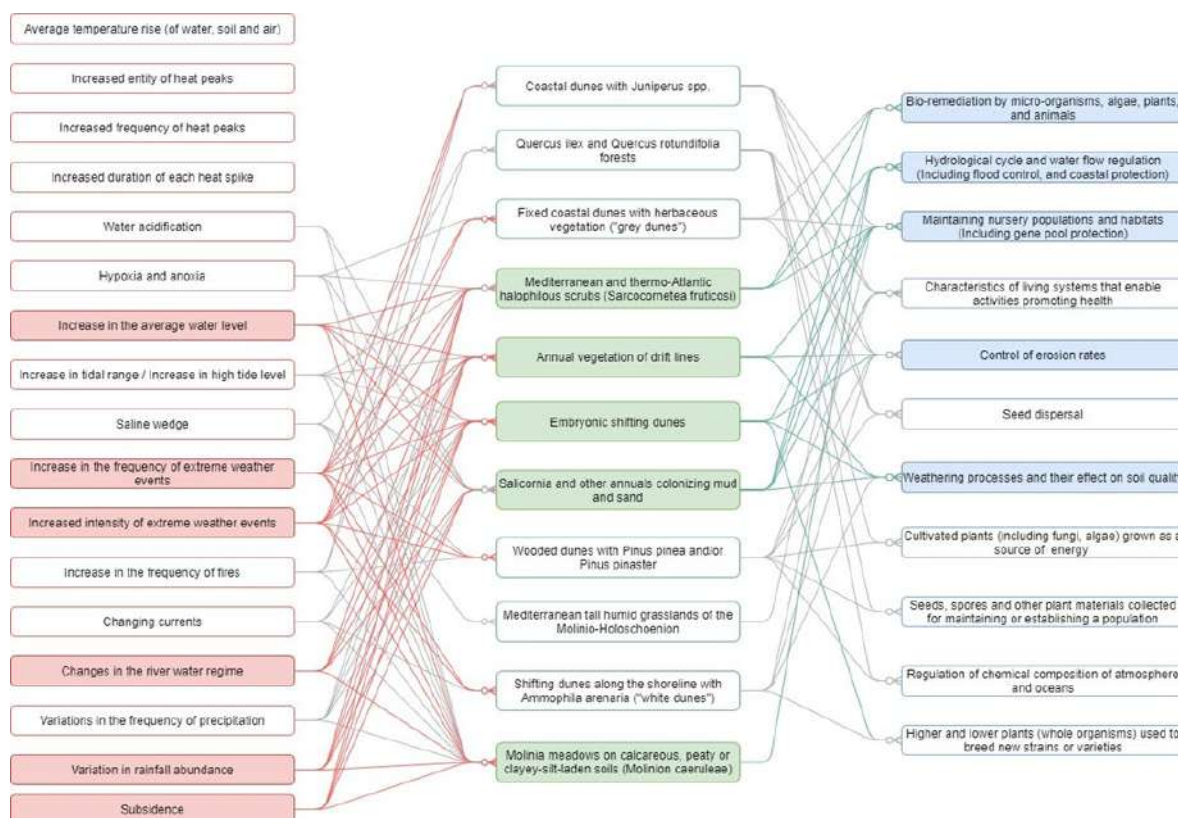 Average temperature rise (of water, soil and air)
Increased entity of heat peaks
Increased frequency of heat peaks
Increased duration of each heat spike
Water acidification
Hypoxia and anoxia
Increase in the average water level
Increase in tidal range / Increase in high tide level
Saline wedge
Increase in the frequency of extreme weather
events
Increased intensity of extreme weather events
Increase in the frequency of fires
Changing currents
Changes in the river water regime
Variations in the frequency of precipitation
Variation in rainfall abundance
Subsidence
Coastal dunes with Juniperus spp.
Quercus ilex and Quercus rotundifolia
forests
Fixed coastal dunes with herbaceous
vegetation ("grey dunes")
Mediterranean and thermo-Atlantic
halophilous scrubs (Sarcocornetea fruticosi)
Annual vegetation of drift lines
Embryonic shifting dunes
Salicornia and other annuals colonizing mud
and sand
Wooded dunes with Pinus pinea and/or
Pinus pinaster
Mediterranean tall humid grasslands of the
Molinio-Holoschoenion
Shifting dunes along the shoreline with
Ammophila arenaria ("white dunes")
Molinia meadows on calcareous, peaty or
clayey-silt-laden soils (Molinion caeruleae)
Bio-remediation by micro-organisms, algae, plants,
and animals
Hydrological cycle and water flow regulation
(Including flood control, and coastal protection)
Maintaining nursery populations and habitats
(Including gene pool protection)
Characteristics of living systems that enable
activities promoting health
Control of erosion rates
Seed dispersal
Weathering processes and their effect on soil quality
Cultivated plants (including fungi, algae) grown as a
source of energy
Seeds, spores and other plant materials collected
for maintaining or establishing a population
Regulation of chemical composition of atmosphere
and oceans
Higher and lower plants (whole organisms) used to
breed new strains or varieties